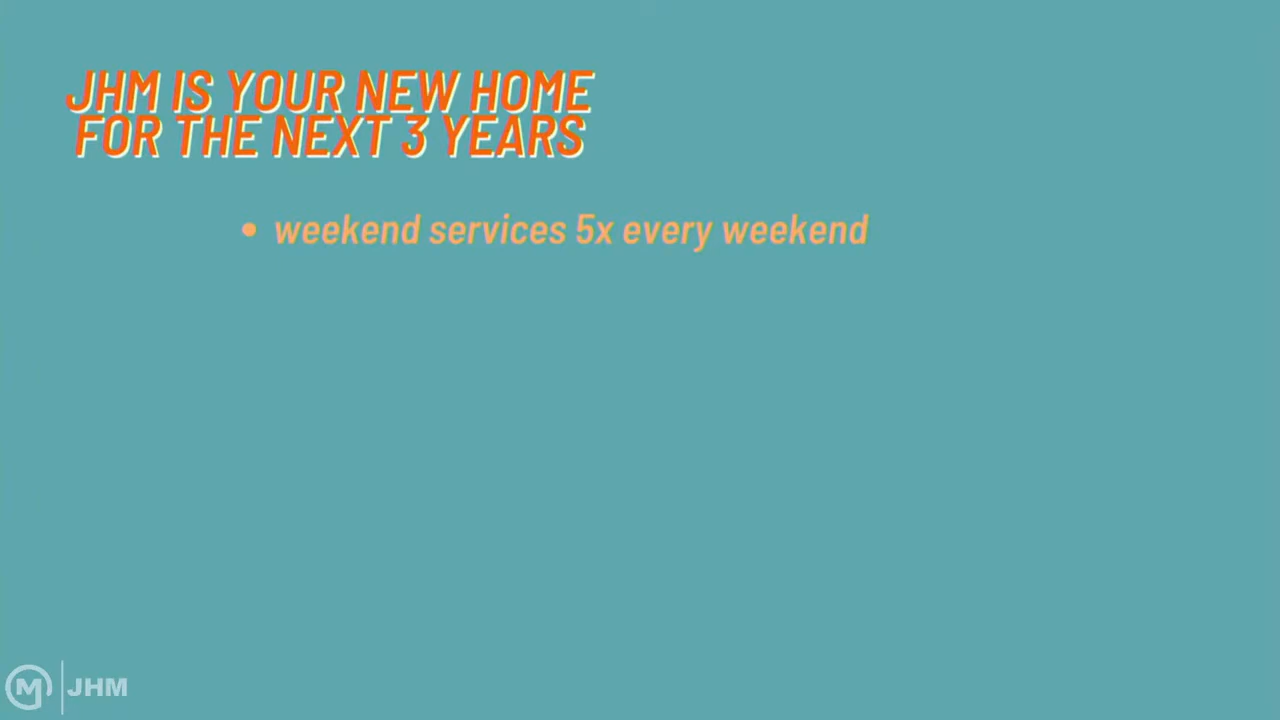 JHM IS YOUR NEW HOME
FOR THE NEXT 3 YEARS
• weekend services 5x every weekend
JHM